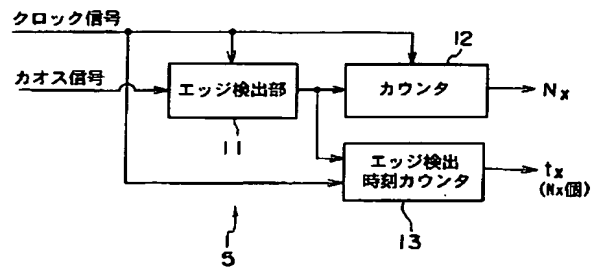 クロック信号
12
カオス信号
エッジ検出部
カウンタ
Nx
11
エッジ検出
時刻カウンタ
tx
(Nx個)
13
5